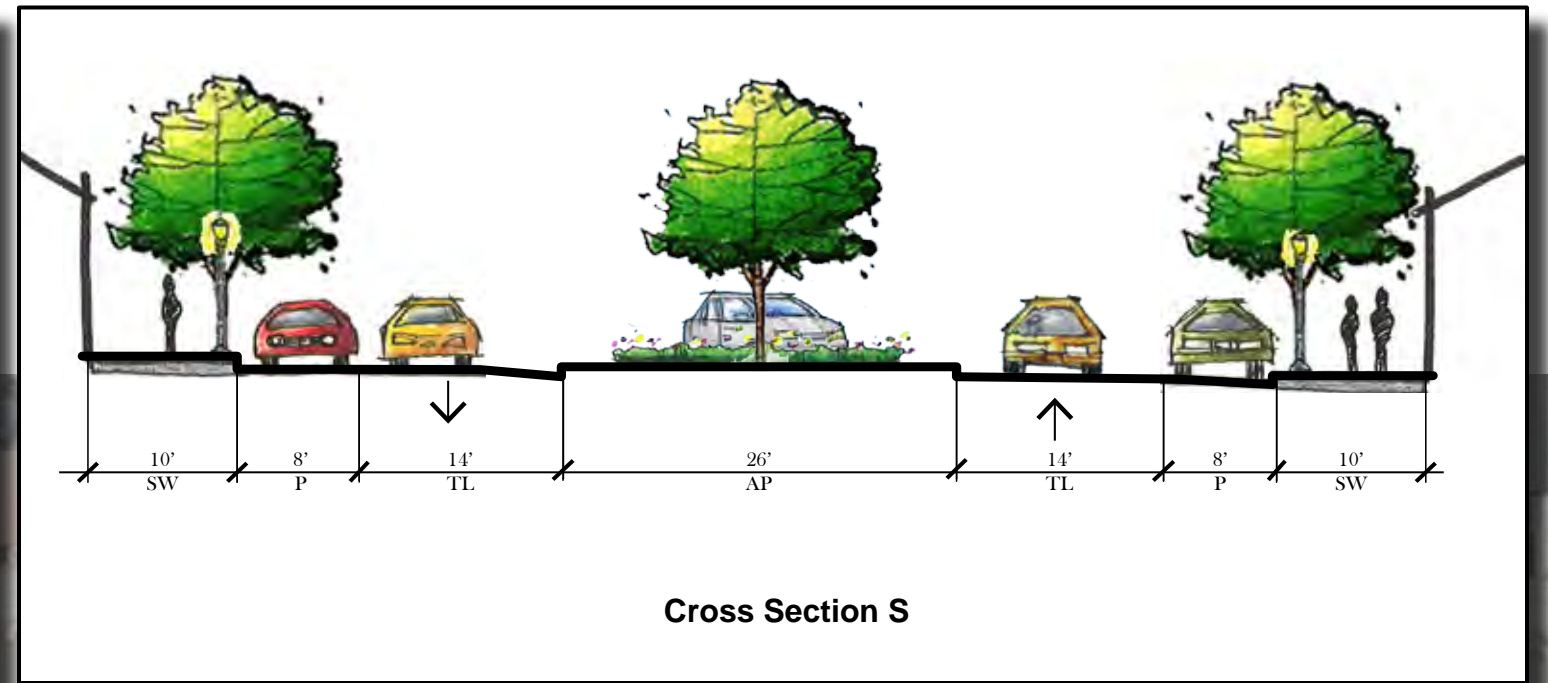 10’ 8’ 14’ 26’ 14’ 8’ 10’
SW P TL AP TL P SW
Cross Section S